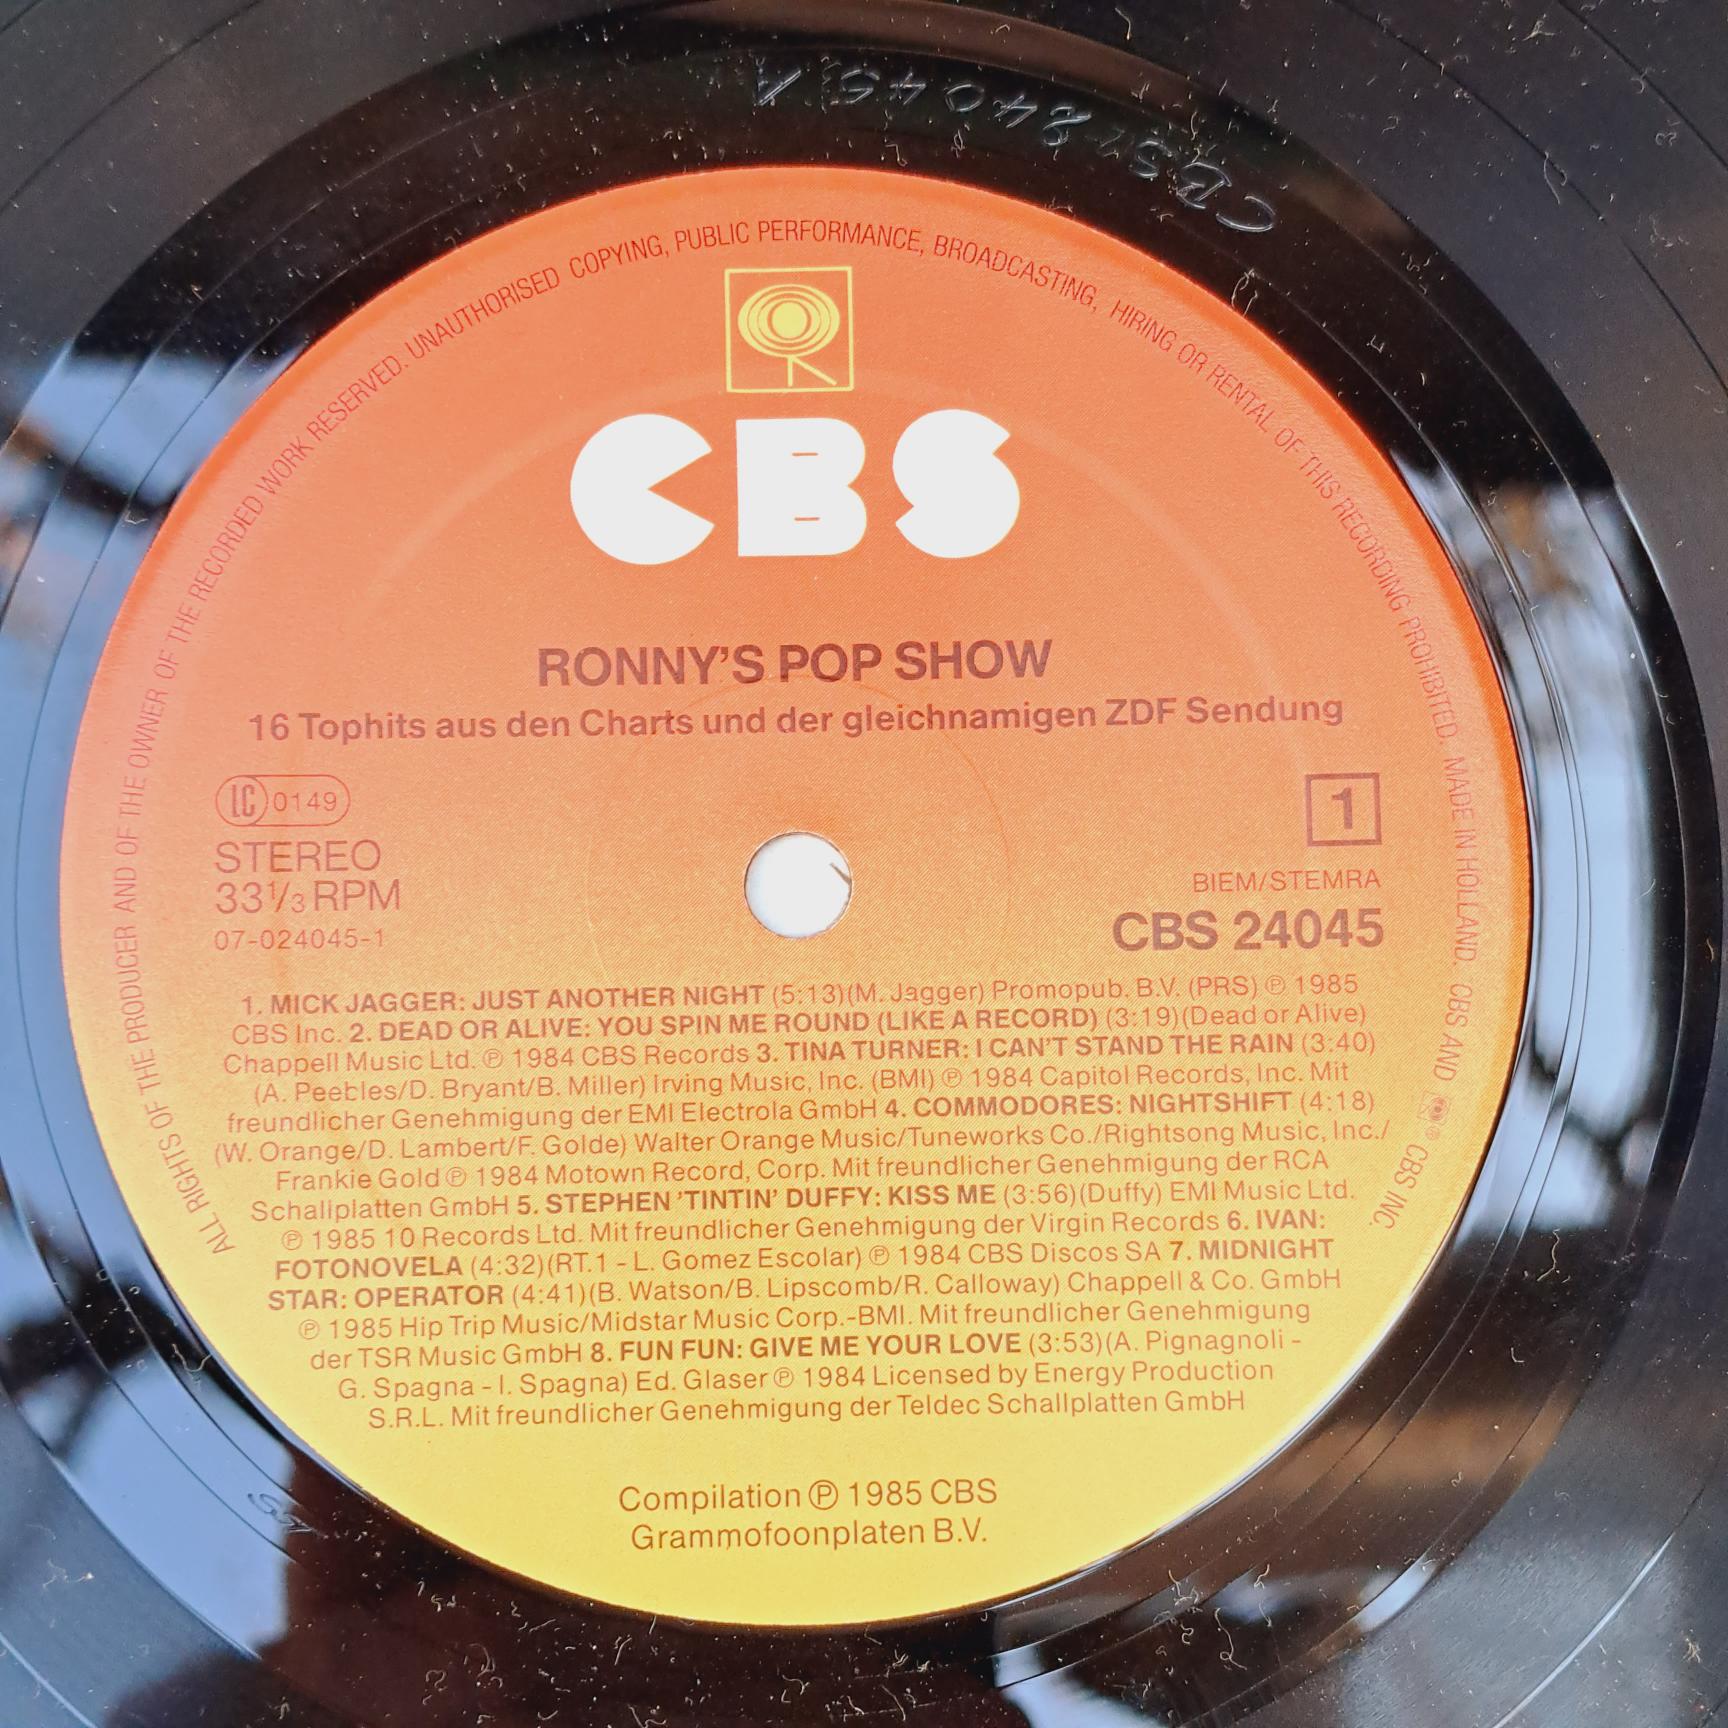 CBS 24045 A
ALL RIGHTS OF THE PRODUCER AND OF THE OWNER OF THE RECORDED WORK RESERVED. UNAUTHORISED COPYING, PUBLIC PERFORMANCE, BROADCASTING, HIRING OR RENTAL OF THIS RECORDING PROHIBITED. MADE IN HOLLAND. CBS AND ® CBS INC.
CBS
RONNY'S POP SHOW
16 Tophits aus den Charts und der gleichnamigen ZDF Sendung
LC 0149
STEREO
33⅓ RPM
07-024045-1
1
BIEM/STEMRA
CBS 24045
1. MICK JAGGER: JUST ANOTHER NIGHT (5:13)(M. Jagger) Promopub. B.V. (PRS) ℗ 1985
CBS Inc. 2. DEAD OR ALIVE: YOU SPIN ME ROUND (LIKE A RECORD) (3:19)(Dead or Alive)
Chappell Music Ltd. ℗ 1984 CBS Records 3. TINA TURNER: I CAN'T STAND THE RAIN (3:40)
(A. Peebles/D. Bryant/B. Miller) Irving Music, Inc. (BMI) ℗ 1984 Capitol Records, Inc. Mit
freundlicher Genehmigung der EMI Electrola GmbH 4. COMMODORES: NIGHTSHIFT (4:18)
(W. Orange/D. Lambert/F. Golde) Walter Orange Music/Tuneworks Co./Rightsong Music, Inc./
Frankie Gold ℗ 1984 Motown Record, Corp. Mit freundlicher Genehmigung der RCA
Schallplatten GmbH 5. STEPHEN 'TINTIN' DUFFY: KISS ME (3:56)(Duffy) EMI Music Ltd.
℗ 1985 10 Records Ltd. Mit freundlicher Genehmigung der Virgin Records 6. IVAN:
FOTONOVELA (4:32)(RT.1 - L. Gomez Escolar) ℗ 1984 CBS Discos SA 7. MIDNIGHT
STAR: OPERATOR (4:41)(B. Watson/B. Lipscomb/R. Calloway) Chappell & Co. GmbH
℗ 1985 Hip Trip Music/Midstar Music Corp.-BMI. Mit freundlicher Genehmigung
der TSR Music GmbH 8. FUN FUN: GIVE ME YOUR LOVE (3:53)(A. Pignagnoli -
G. Spagna - I. Spagna) Ed. Glaser ℗ 1984 Licensed by Energy Production
S.R.L. Mit freundlicher Genehmigung der Teldec Schallplatten GmbH
Compilation ℗ 1985 CBS
Grammofoonplaten B.V.